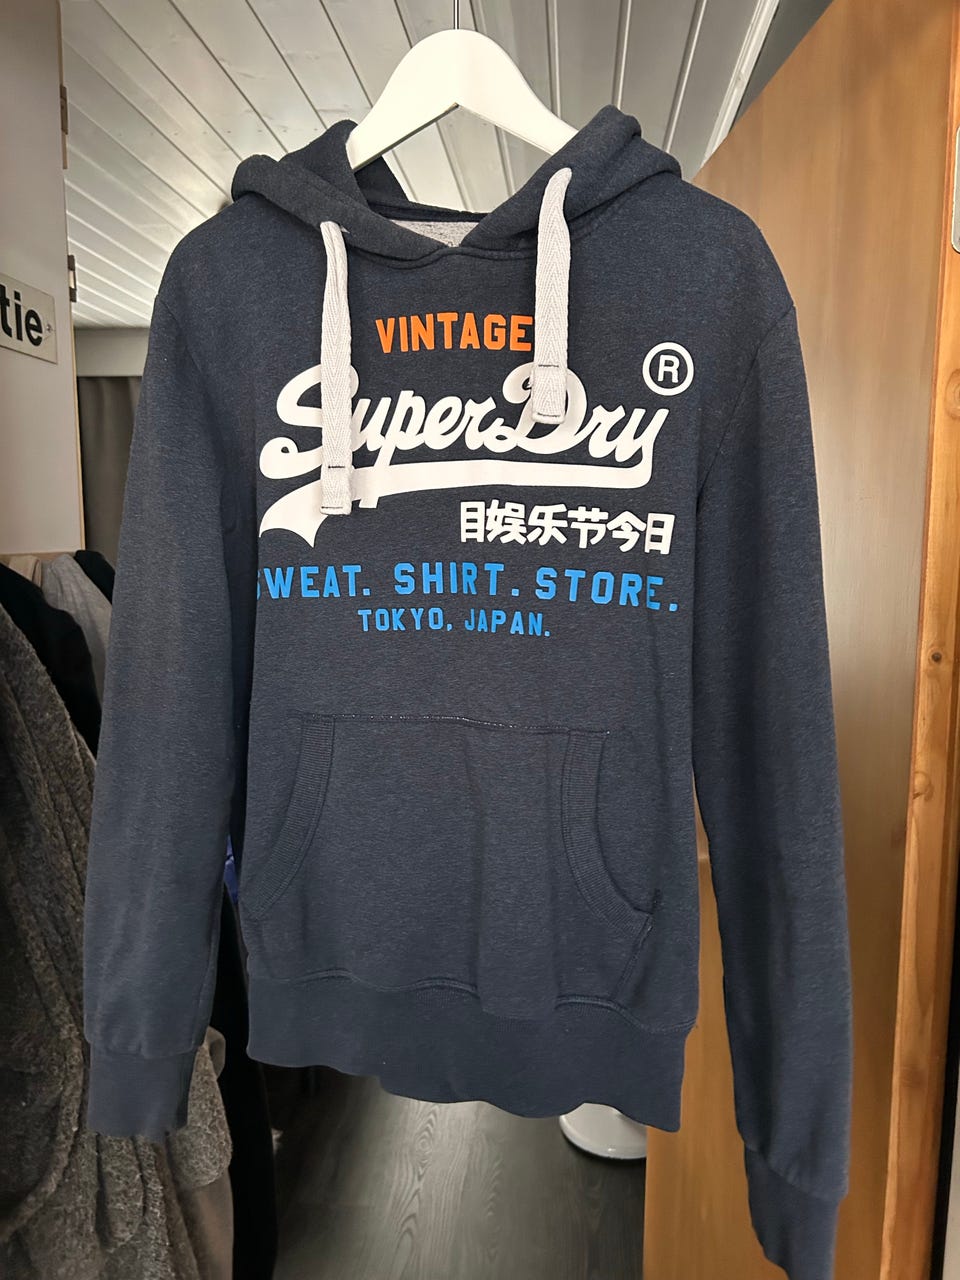 VINTAGE
SuperDry ®
目娱乐节今日
SWEAT. SHIRT. STORE.
TOKYO, JAPAN.
tie